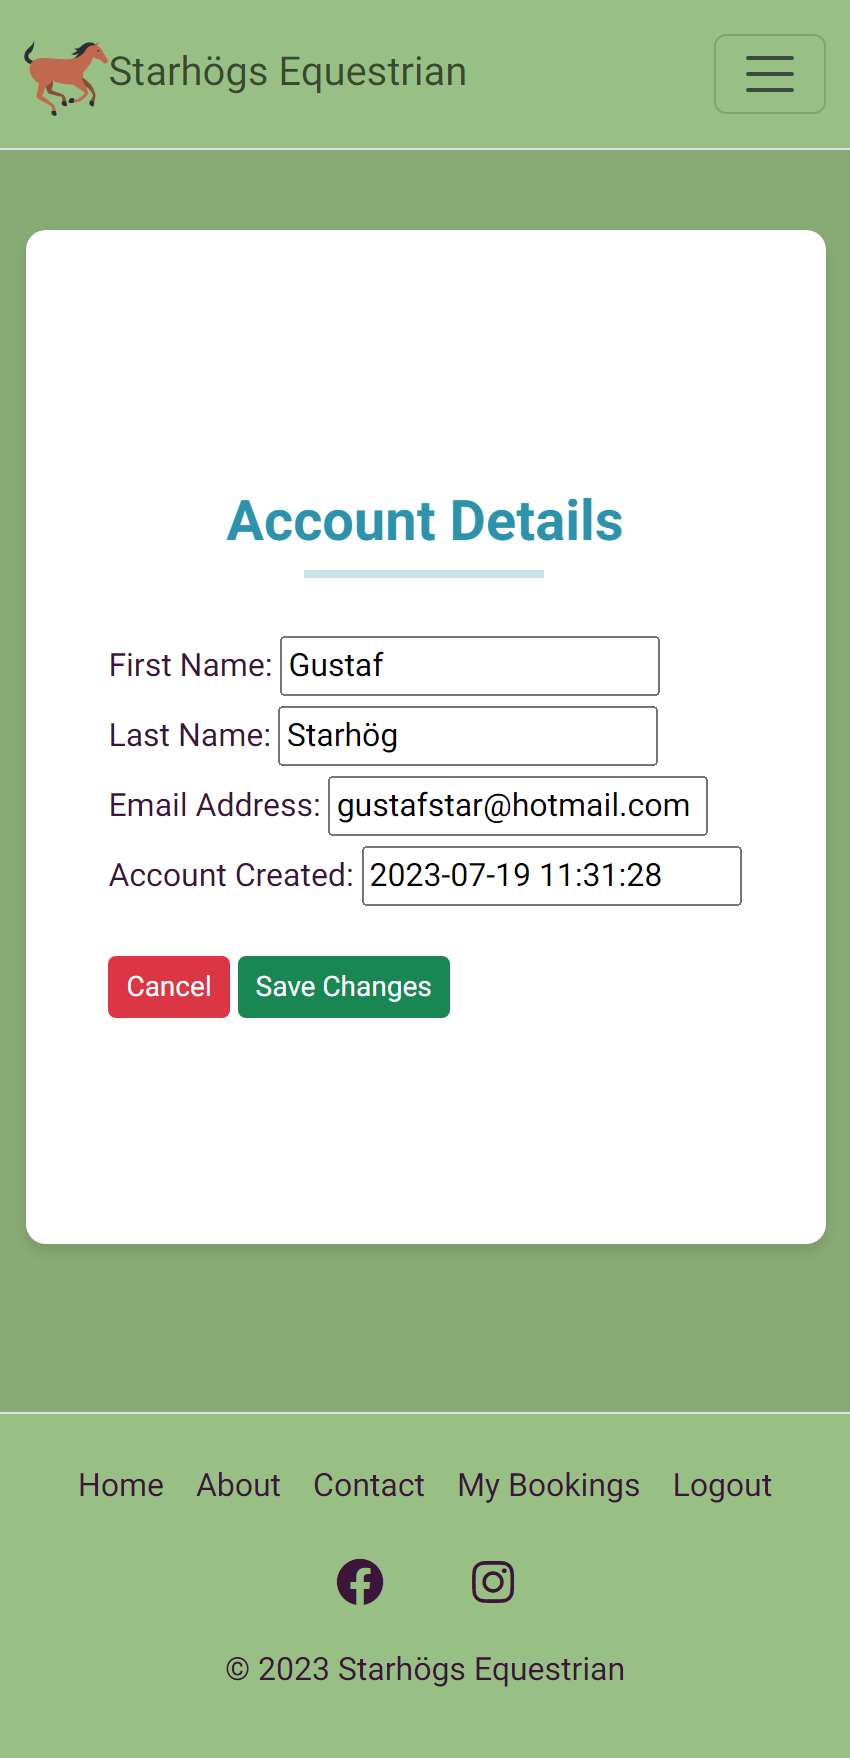 Starhögs Equestrian
Account Details
First Name: Gustaf
Last Name: Starhög
Email Address: gustafstar@hotmail.com
Account Created: 2023-07-19 11:31:28
Cancel Save Changes
Home About Contact My Bookings Logout
© 2023 Starhögs Equestrian